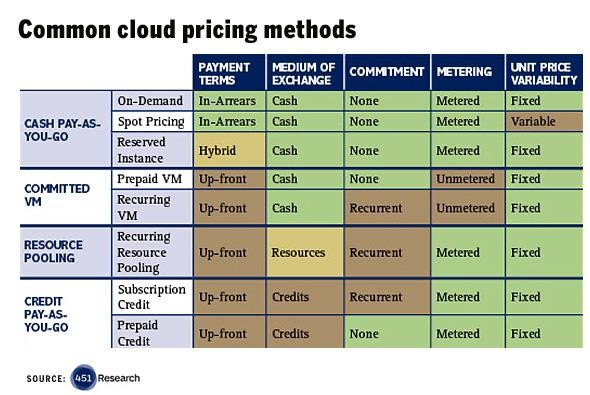 Common cloud pricing methods
PAYMENT TERMS MEDIUM OF EXCHANGE COMMITMENT METERING UNIT PRICE VARIABILITY
CASH PAY-AS-YOU-GO
On-Demand In-Arrears Cash None Metered Fixed
Spot Pricing In-Arrears Cash None Metered Variable
Reserved Instance Hybrid Cash None Metered Fixed
COMMITTED VM
Prepaid VM Up-front Cash None Unmetered Fixed
Recurring VM Up-front Cash Recurrent Unmetered Fixed
RESOURCE POOLING
Recurring Resource Pooling Up-front Resources Recurrent Metered Fixed
CREDIT PAY-AS-YOU-GO
Subscription Credit Up-front Credits Recurrent Metered Fixed
Prepaid Credit Up-front Credits None Metered Fixed
SOURCE: 451 Research